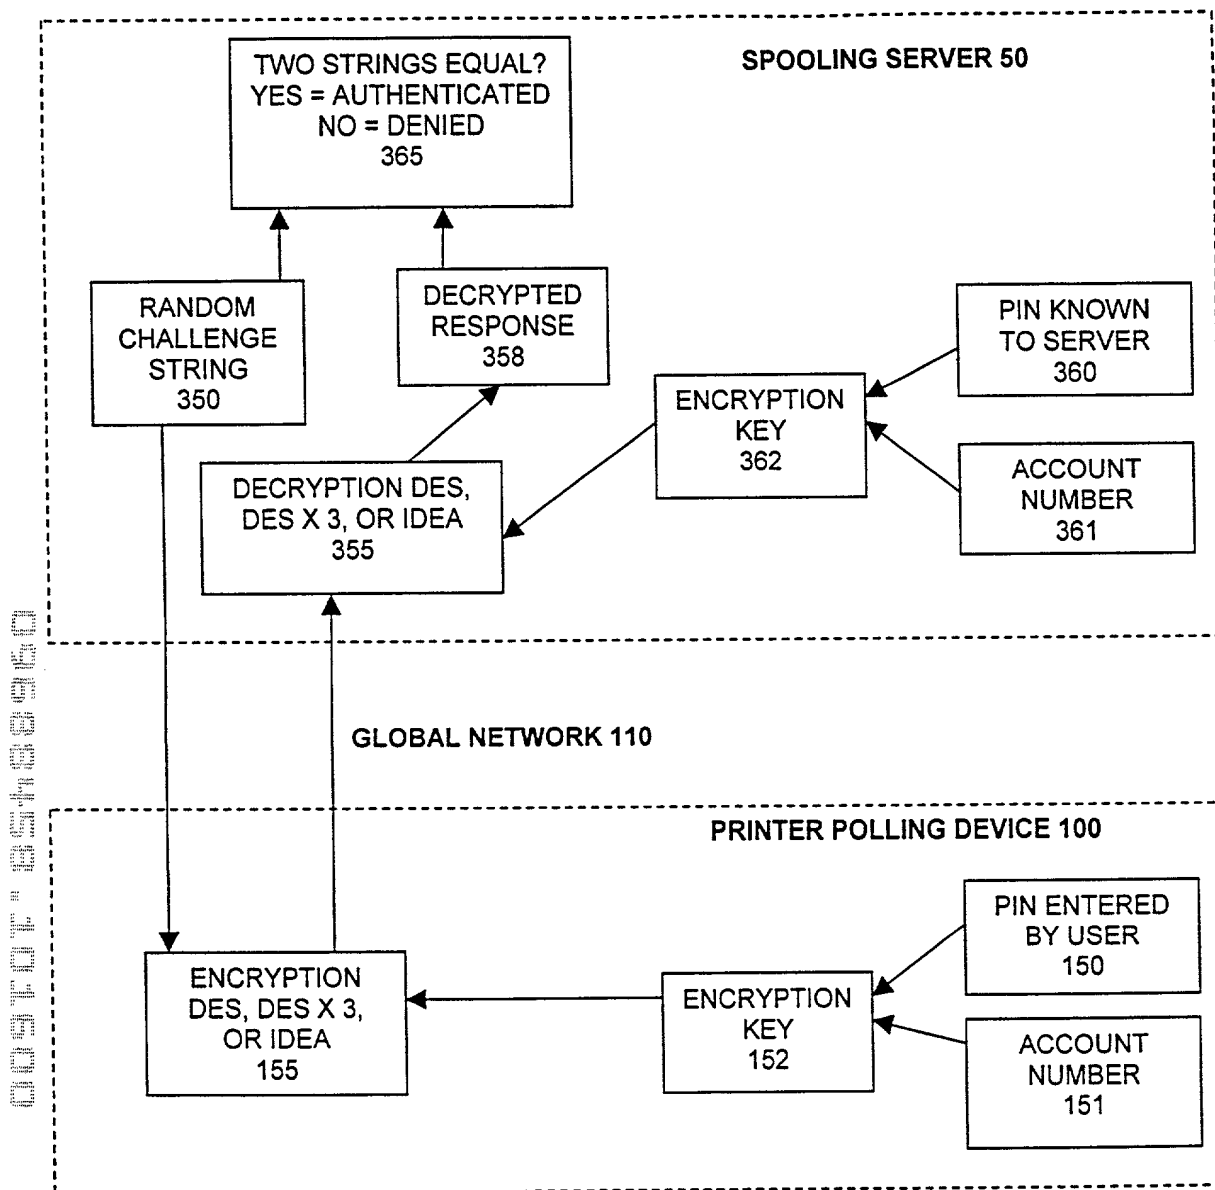 SPOOLING SERVER 50
TWO STRINGS EQUAL?
YES = AUTHENTICATED
NO = DENIED
365
RANDOM
CHALLENGE
STRING
350
DECRYPTED
RESPONSE
358
PIN KNOWN
TO SERVER
360
ENCRYPTION
KEY
362
ACCOUNT
NUMBER
361
DECRYPTION DES,
DES X 3, OR IDEA
355
GLOBAL NETWORK 110
PRINTER POLLING DEVICE 100
PIN ENTERED
BY USER
150
ENCRYPTION
DES, DES X 3,
OR IDEA
155
ENCRYPTION
KEY
152
ACCOUNT
NUMBER
151